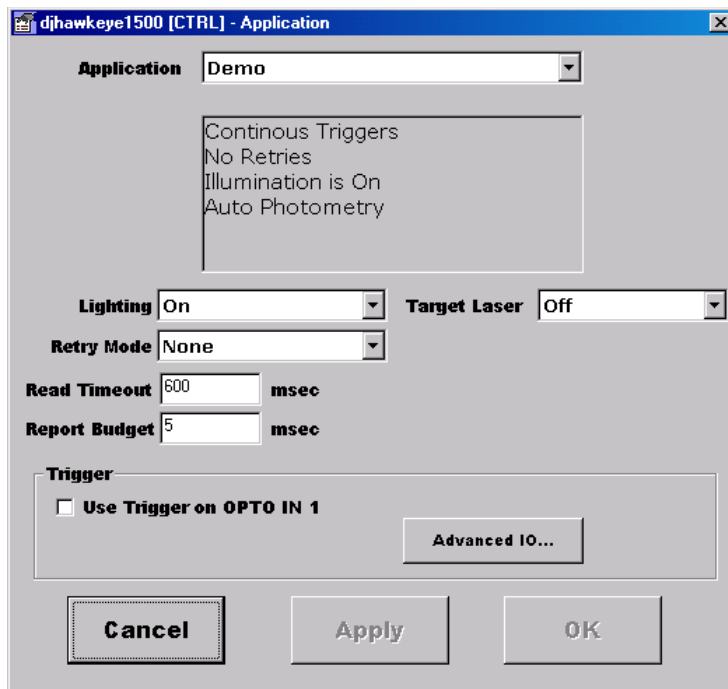 djhawkeye1500 [CTRL] - Application
Application Demo
Continous Triggers
No Retries
Illumination is On
Auto Photometry
Lighting On Target Laser Off
Retry Mode None
Read Timeout 600 msec
Report Budget 5 msec
Trigger
Use Trigger on OPTO IN 1
Advanced IO...
Cancel Apply OK